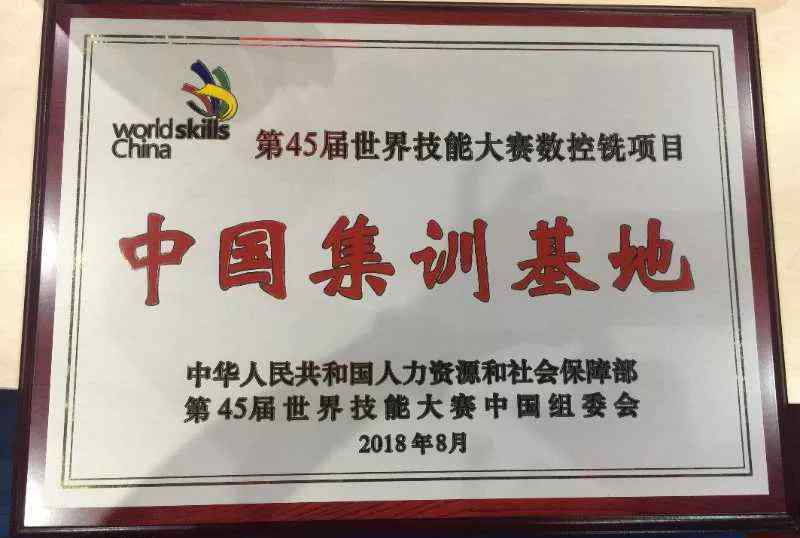 worldskills
China
第45届世界技能大赛数控铣项目
中国集训基地
中华人民共和国人力资源和社会保障部
第45届世界技能大赛中国组委会
2018年8月